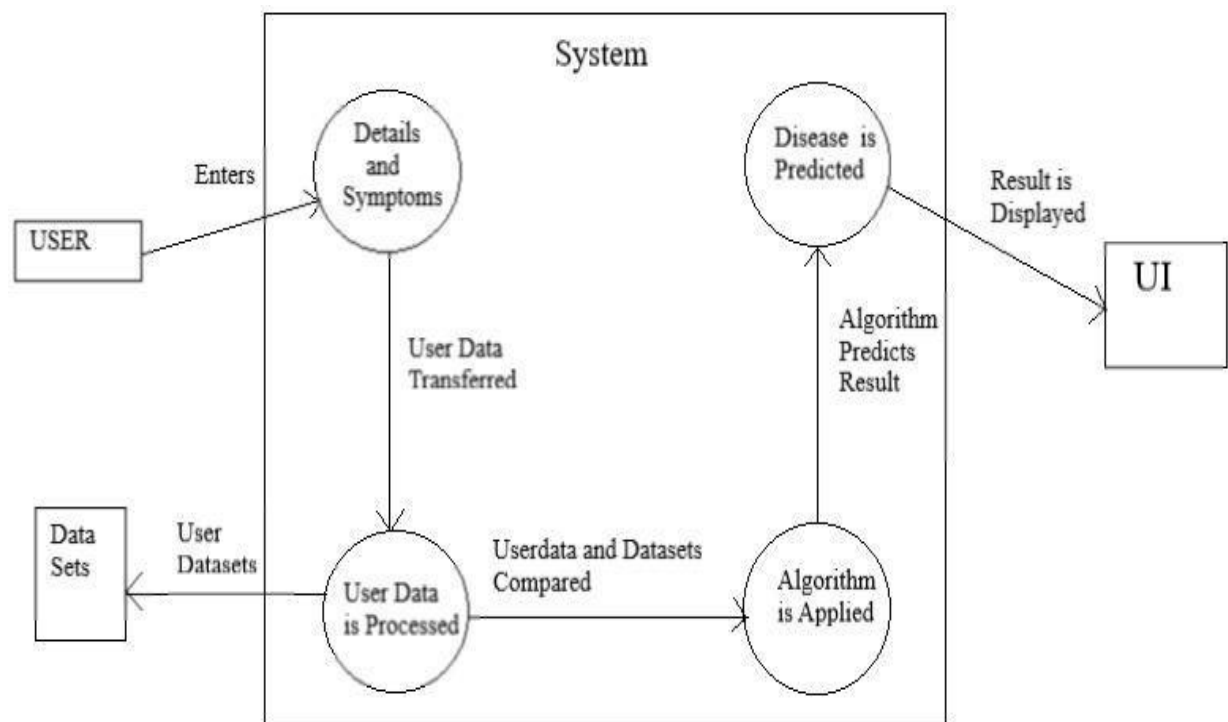 System
Details
and
Symptoms
Disease is
Predicted
Enters
Result is
Displayed
USER
UI
User Data
Transferred
Algorithm
Predicts
Result
Data
Sets
User
Datasets
User Data
is Processed
Userdata and Datasets
Compared
Algorithm
is Applied